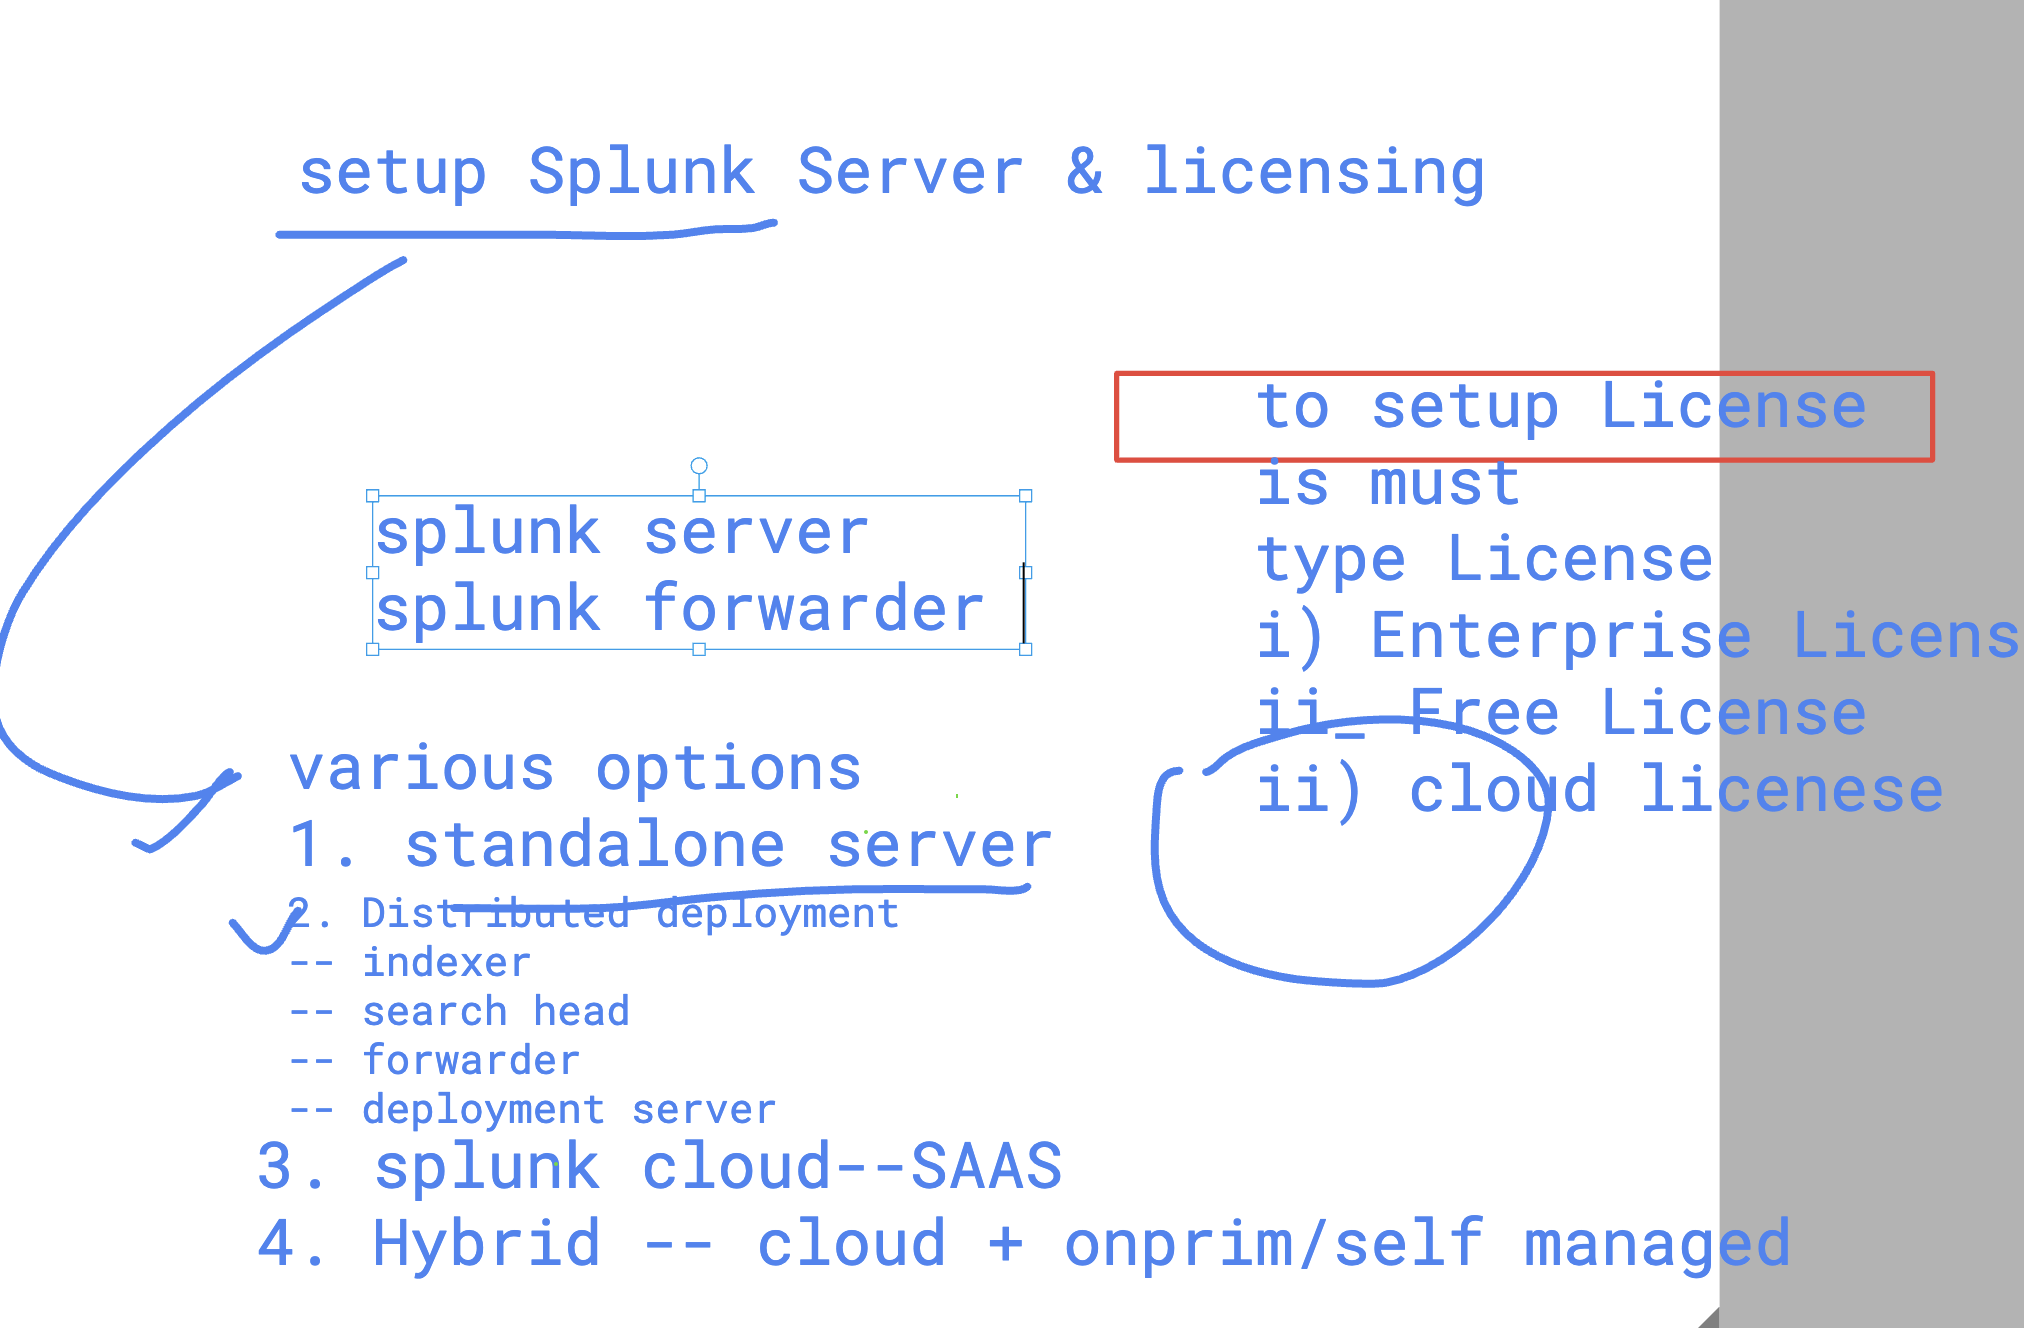 setup Splunk Server & licensing
splunk server
splunk forwarder
various options
1. standalone server
2. Distributed deployment
-- indexer
-- search head
-- forwarder
-- deployment server
3. splunk cloud--SAAS
4. Hybrid -- cloud + onprim/self managed
to setup License
is must
type License
i) Enterprise Licens
ii_ Free License
ii) cloud licenese